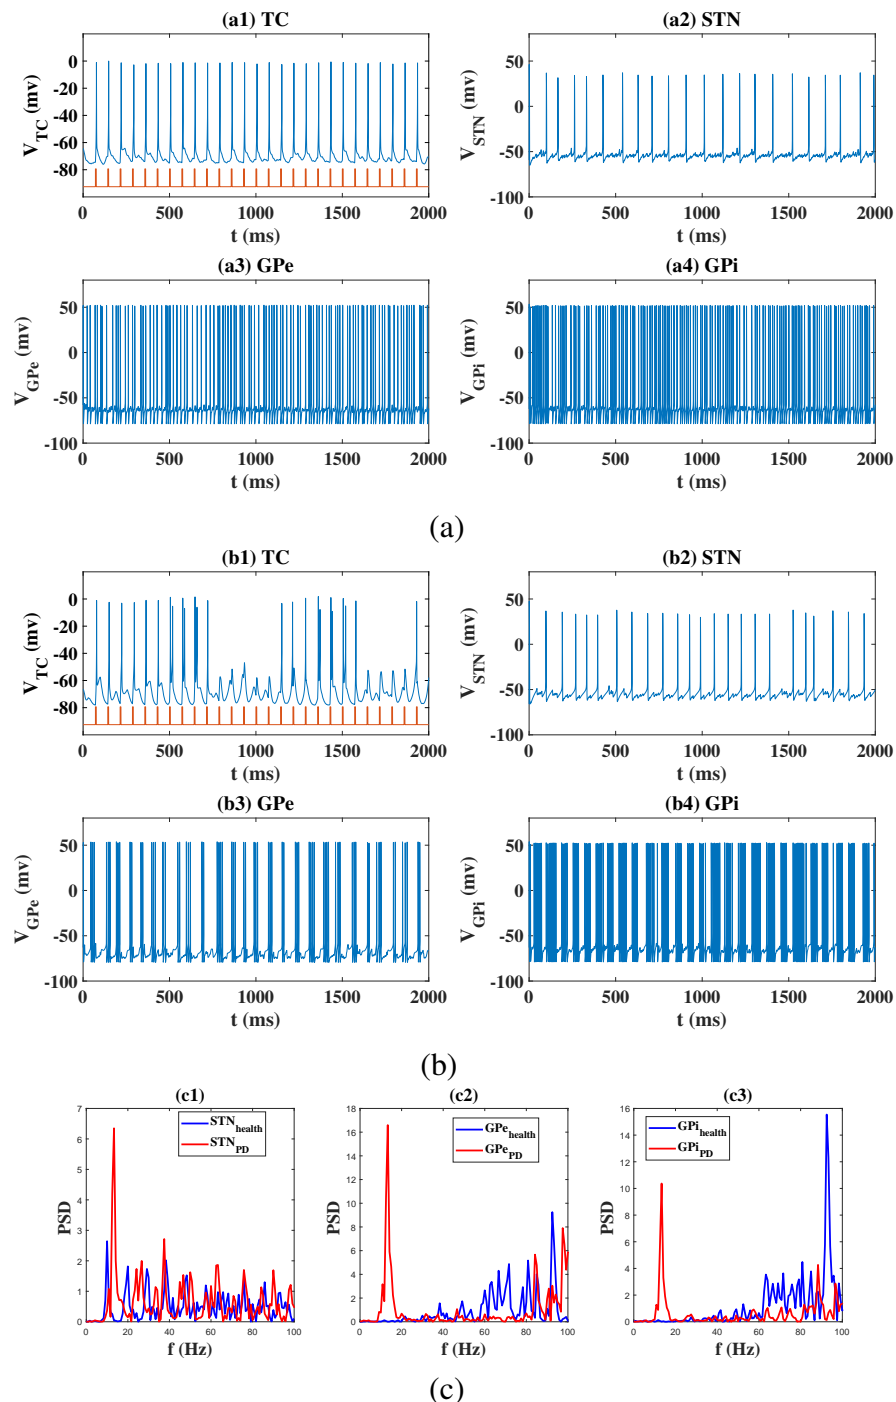 (a1) TC
(a2) STN
0
-20
-40
-60
-80
V_TC (mv)
0 500 1000 1500 2000
t (ms)
50
0
-50
-100
V_STN (mv)
0 500 1000 1500 2000
t (ms)
(a3) GPe
(a4) GPi
50
0
-50
-100
V_GPe (mv)
0 500 1000 1500 2000
t (ms)
50
0
-50
-100
V_GPi (mv)
0 500 1000 1500 2000
t (ms)
(a)
(b1) TC
(b2) STN
0
-20
-40
-60
-80
V_TC (mv)
0 500 1000 1500 2000
t (ms)
50
0
-50
-100
V_STN (mv)
0 500 1000 1500 2000
t (ms)
(b3) GPe
(b4) GPi
50
0
-50
-100
V_GPe (mv)
0 500 1000 1500 2000
t (ms)
50
0
-50
-100
V_GPi (mv)
0 500 1000 1500 2000
t (ms)
(b)
(c1)
(c2)
(c3)
7
6
5
4
3
2
1
0
PSD
STN_health
STN_PD
0 20 40 60 80 100
f (Hz)
18
16
14
12
10
8
6
4
2
0
PSD
GPe_health
GPe_PD
0 20 40 60 80 100
f (Hz)
16
14
12
10
8
6
4
2
0
PSD
GPi_health
GPi_PD
0 20 40 60 80 100
f (Hz)
(c)